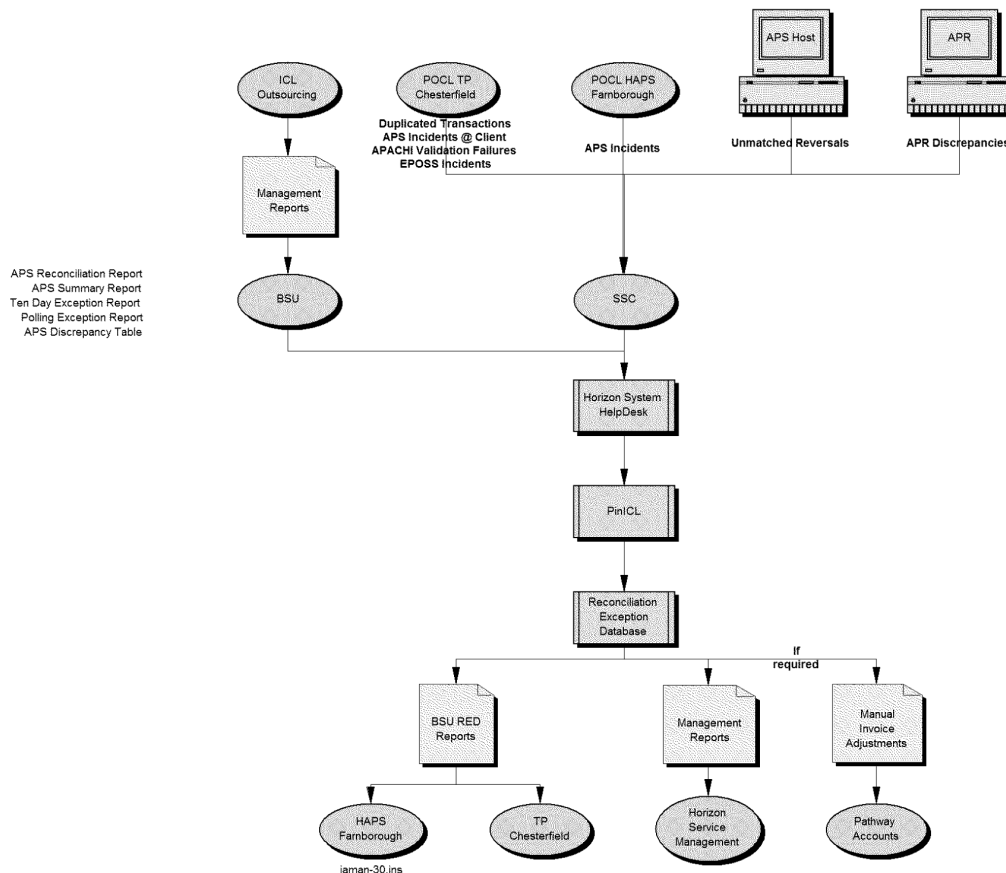 ICL
Outsourcing
POCL TP
Chesterfield
POCL HAPS
Farnborough
APS Host
APR
Duplicated Transactions
APS Incidents @ Client
APACHI Validation Failures
EPOSS Incidents
APS Incidents
Unmatched Reversals
APR Discrepancies
Management
Reports
APS Reconciliation Report
APS Summary Report
Ten Day Exception Report
Polling Exception Report
APS Discrepancy Table
BSU
SSC
Horizon System
HelpDesk
PinICL
Reconciliation
Exception
Database
If
required
BSU RED
Reports
Management
Reports
Manual
Invoice
Adjustments
HAPS
Farnborough
TP
Chesterfield
Horizon
Service
Management
Pathway
Accounts
iaman-30.ins